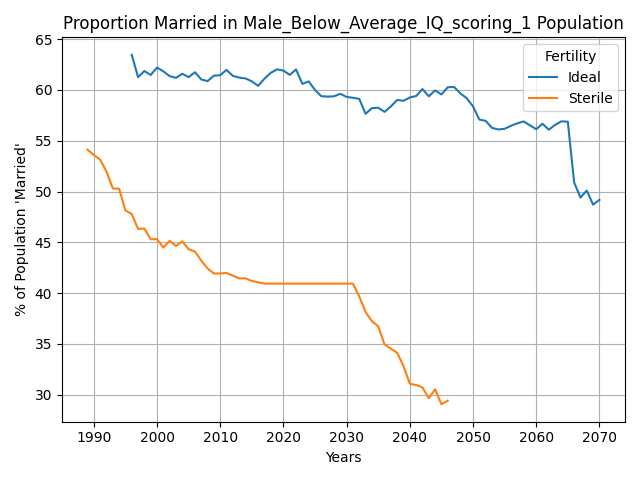 Proportion Married in Male_Below_Average_IQ_scoring_1 Population
% of Population 'Married'
65
60
55
50
45
40
35
30
Fertility
Ideal
Sterile
1990 2000 2010 2020 2030 2040 2050 2060 2070
Years